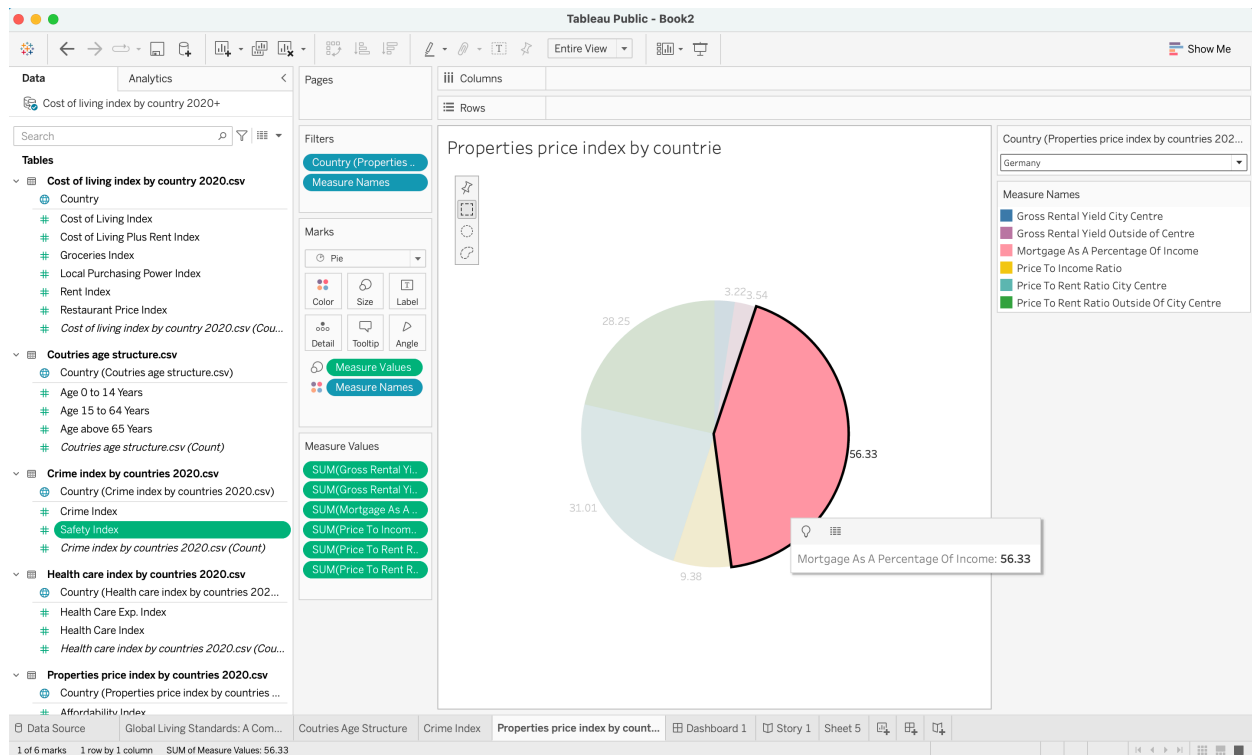 Tableau Public - Book2
Entire View
Show Me
Data
Analytics
Cost of living index by country 2020+
Search
Tables
Cost of living index by country 2020.csv
Country
Cost of Living Index
Cost of Living Plus Rent Index
Groceries Index
Local Purchasing Power Index
Rent Index
Restaurant Price Index
Cost of living index by country 2020.csv (Cou...
Coutries age structure.csv
Country (Coutries age structure.csv)
Age 0 to 14 Years
Age 15 to 64 Years
Age above 65 Years
Coutries age structure.csv (Count)
Crime index by countries 2020.csv
Country (Crime index by countries 2020.csv)
Crime Index
Safety Index
Crime index by countries 2020.csv (Count)
Health care index by countries 2020.csv
Country (Health care index by countries 202...
Health Care Exp. Index
Health Care Index
Health care index by countries 2020.csv (Cou...
Properties price index by countries 2020.csv
Country (Properties price index by countries ...
Affordability Index
Pages
Filters
Country (Properties ..
Measure Names
Marks
Pie
Color
Size
Label
Detail
Tooltip
Angle
Measure Values
Measure Names
Measure Values
SUM(Gross Rental Yi..
SUM(Gross Rental Yi..
SUM(Mortgage As A ..
SUM(Price To Incom..
SUM(Price To Rent R..
SUM(Price To Rent R..
Columns
Rows
Properties price index by countrie
3.22
3.54
28.25
56.33
31.01
9.38
Mortgage As A Percentage Of Income: 56.33
Country (Properties price index by countries 202...
Germany
Measure Names
Gross Rental Yield City Centre
Gross Rental Yield Outside of Centre
Mortgage As A Percentage Of Income
Price To Income Ratio
Price To Rent Ratio City Centre
Price To Rent Ratio Outside Of City Centre
Data Source
Global Living Standards: A Com...
Coutries Age Structure
Crime Index
Properties price index by count...
Dashboard 1
Story 1
Sheet 5
1 of 6 marks
1 row by 1 column
SUM of Measure Values: 56.33